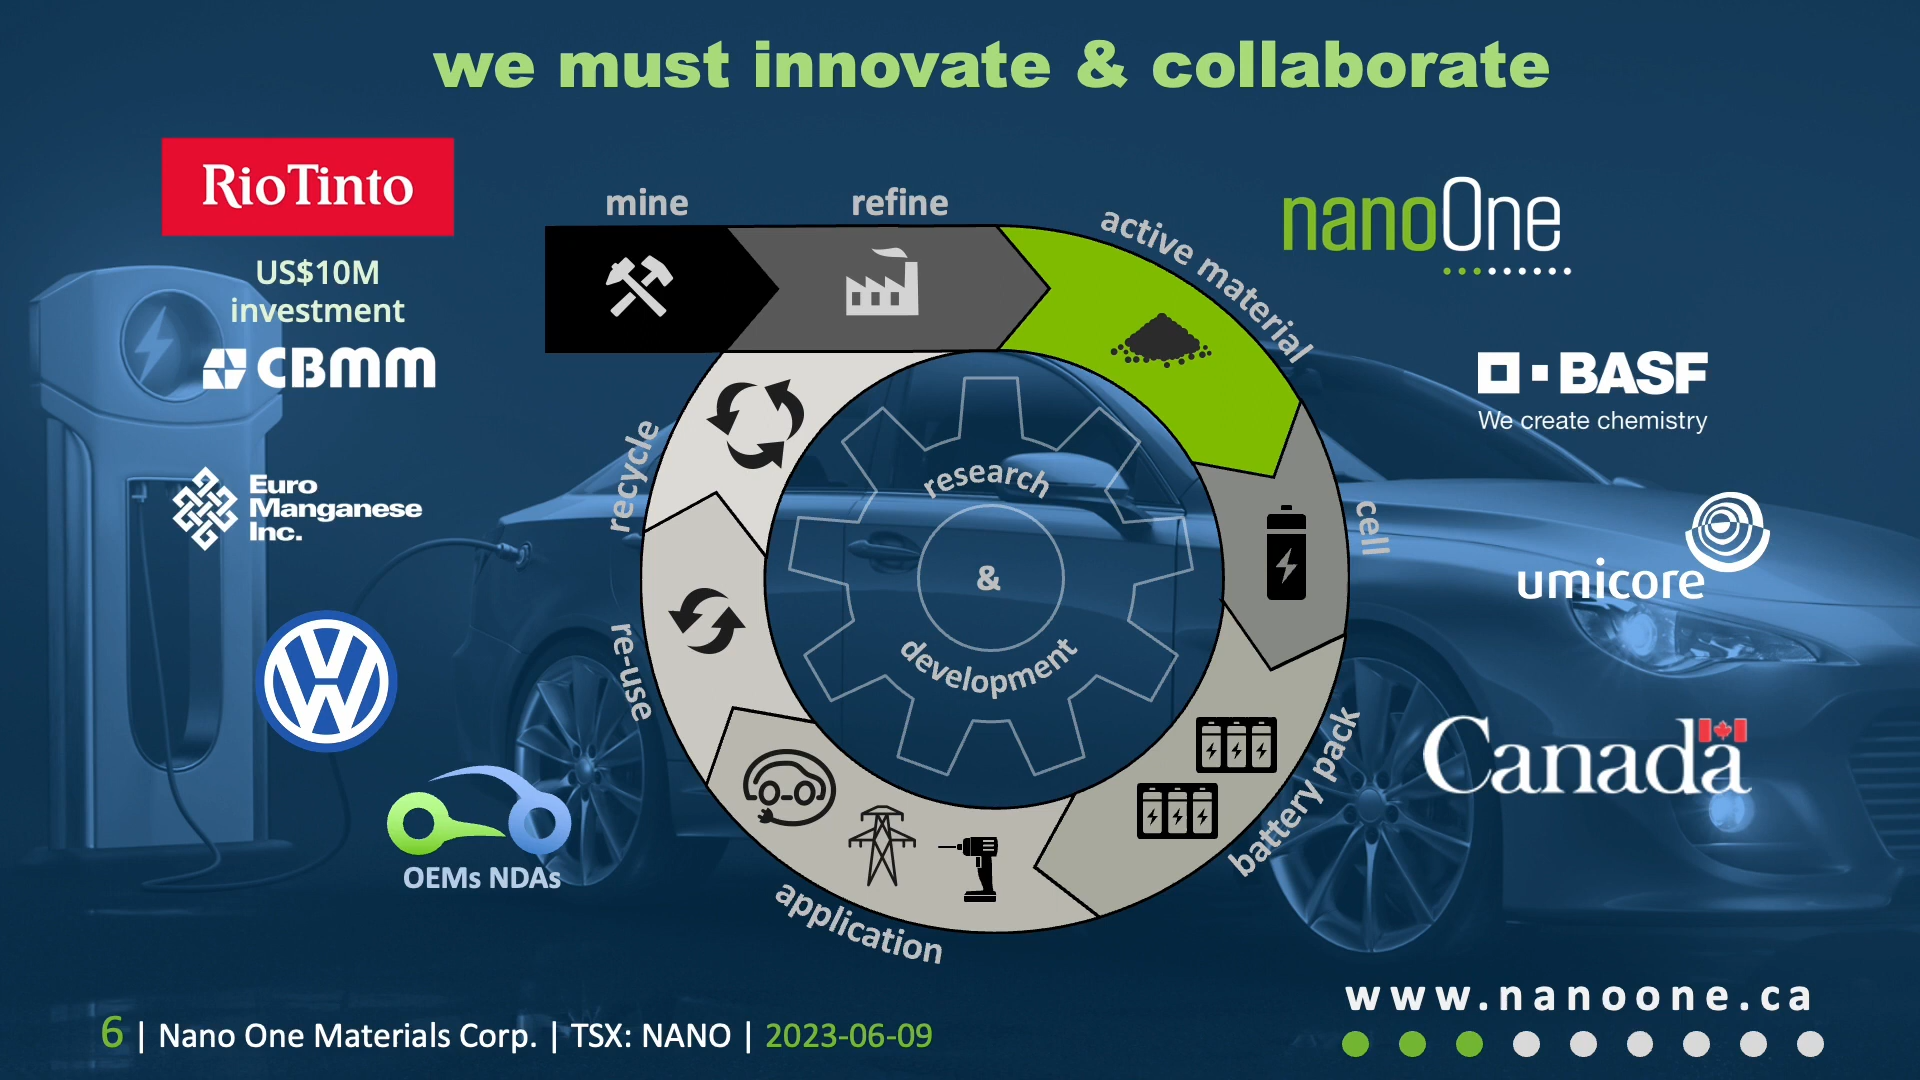 we must innovate & collaborate
RioTinto
US$10M
investment
CBMM
Euro
Manganese
Inc.
OEMs NDAs
mine
refine
active material
cell
battery pack
application
re-use
recycle
research
&
development
nanoOne
BASF
We create chemistry
umicore
Canada
www.nanoone.ca
6 | Nano One Materials Corp. | TSX: NANO | 2023-06-09